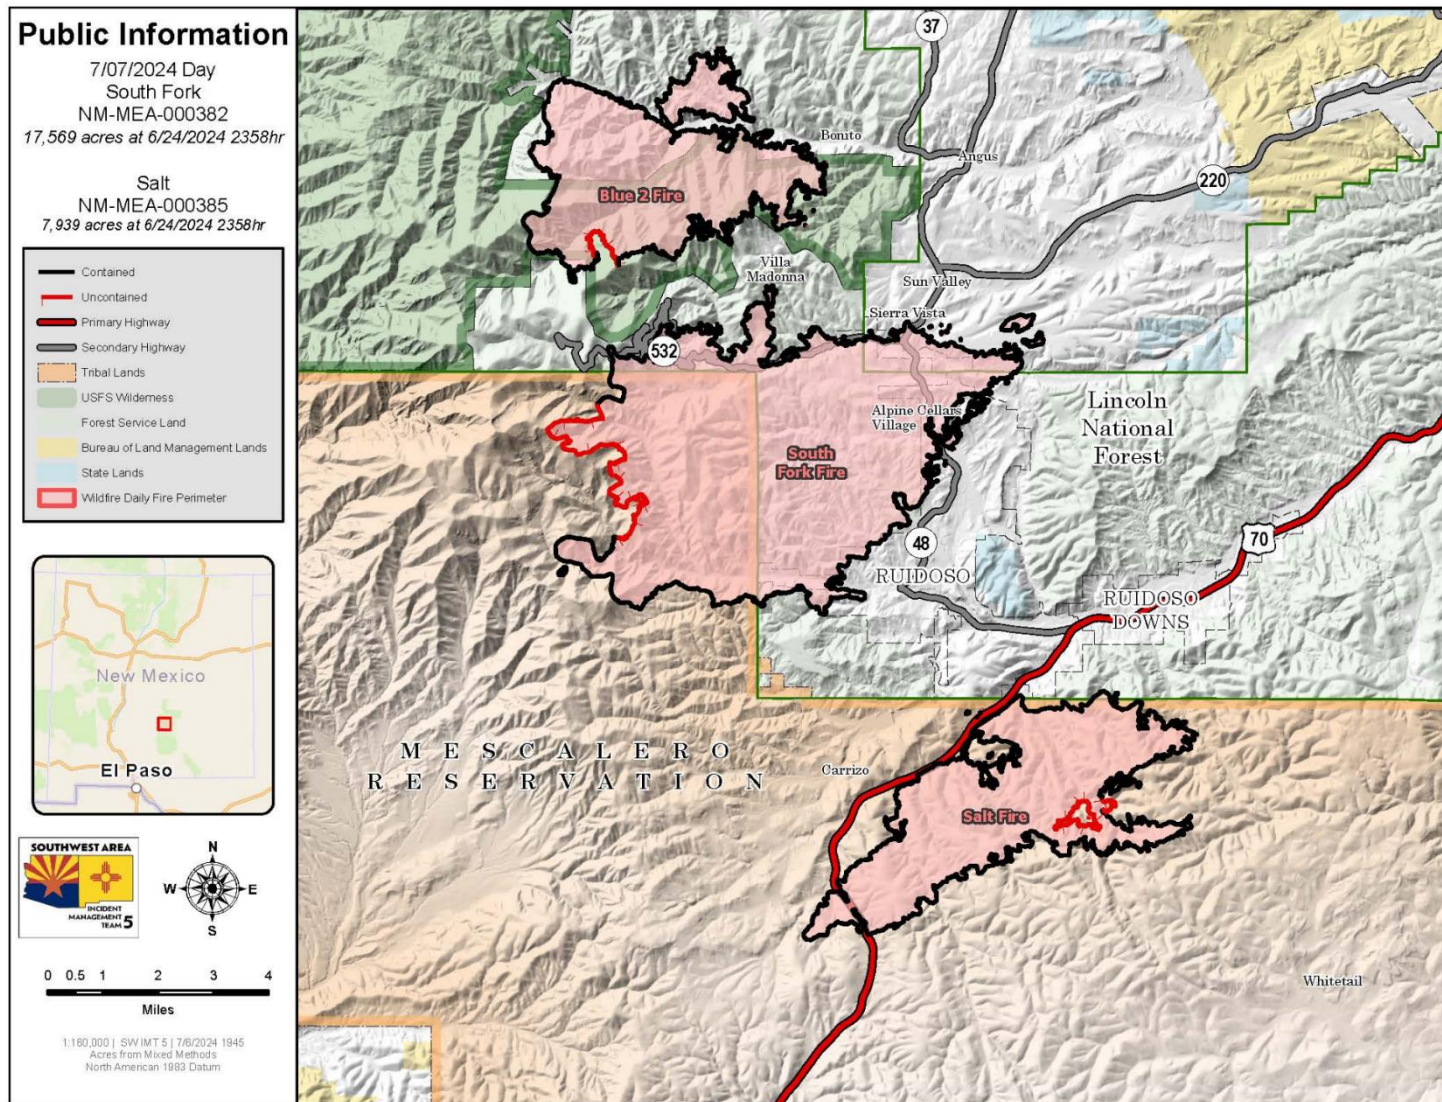 Public Information
7/07/2024 Day
South Fork
NM-MEA-000382
17,569 acres at 6/24/2024 2358hr
Salt
NM-MEA-000385
7,939 acres at 6/24/2024 2358hr
Contained
Uncontained
Primary Highway
Secondary Highway
Tribal Lands
USFS Wilderness
Forest Service Land
Bureau of Land Management Lands
State Lands
Wildfire Daily Fire Perimeter
New Mexico
El Paso
SOUTHWEST AREA
INCIDENT
MANAGEMENT
TEAM 5
N
W E
S
0 0.5 1 2 3 4
Miles
1:160,000 | SW IMT 5 | 7/6/2024 1945
Acres from Mixed Methods
North American 1983 Datum
37
Bonito
Angus
220
Blue 2 Fire
Villa
Madonna
Sun Valley
Sierra Vista
532
Alpine Cellars
Village
Lincoln
National
Forest
South
Fork Fire
48
70
RUIDOSO
RUIDOSO
DOWNS
MESCALERO
RESERVATION
Carrizo
Salt Fire
Whitetail